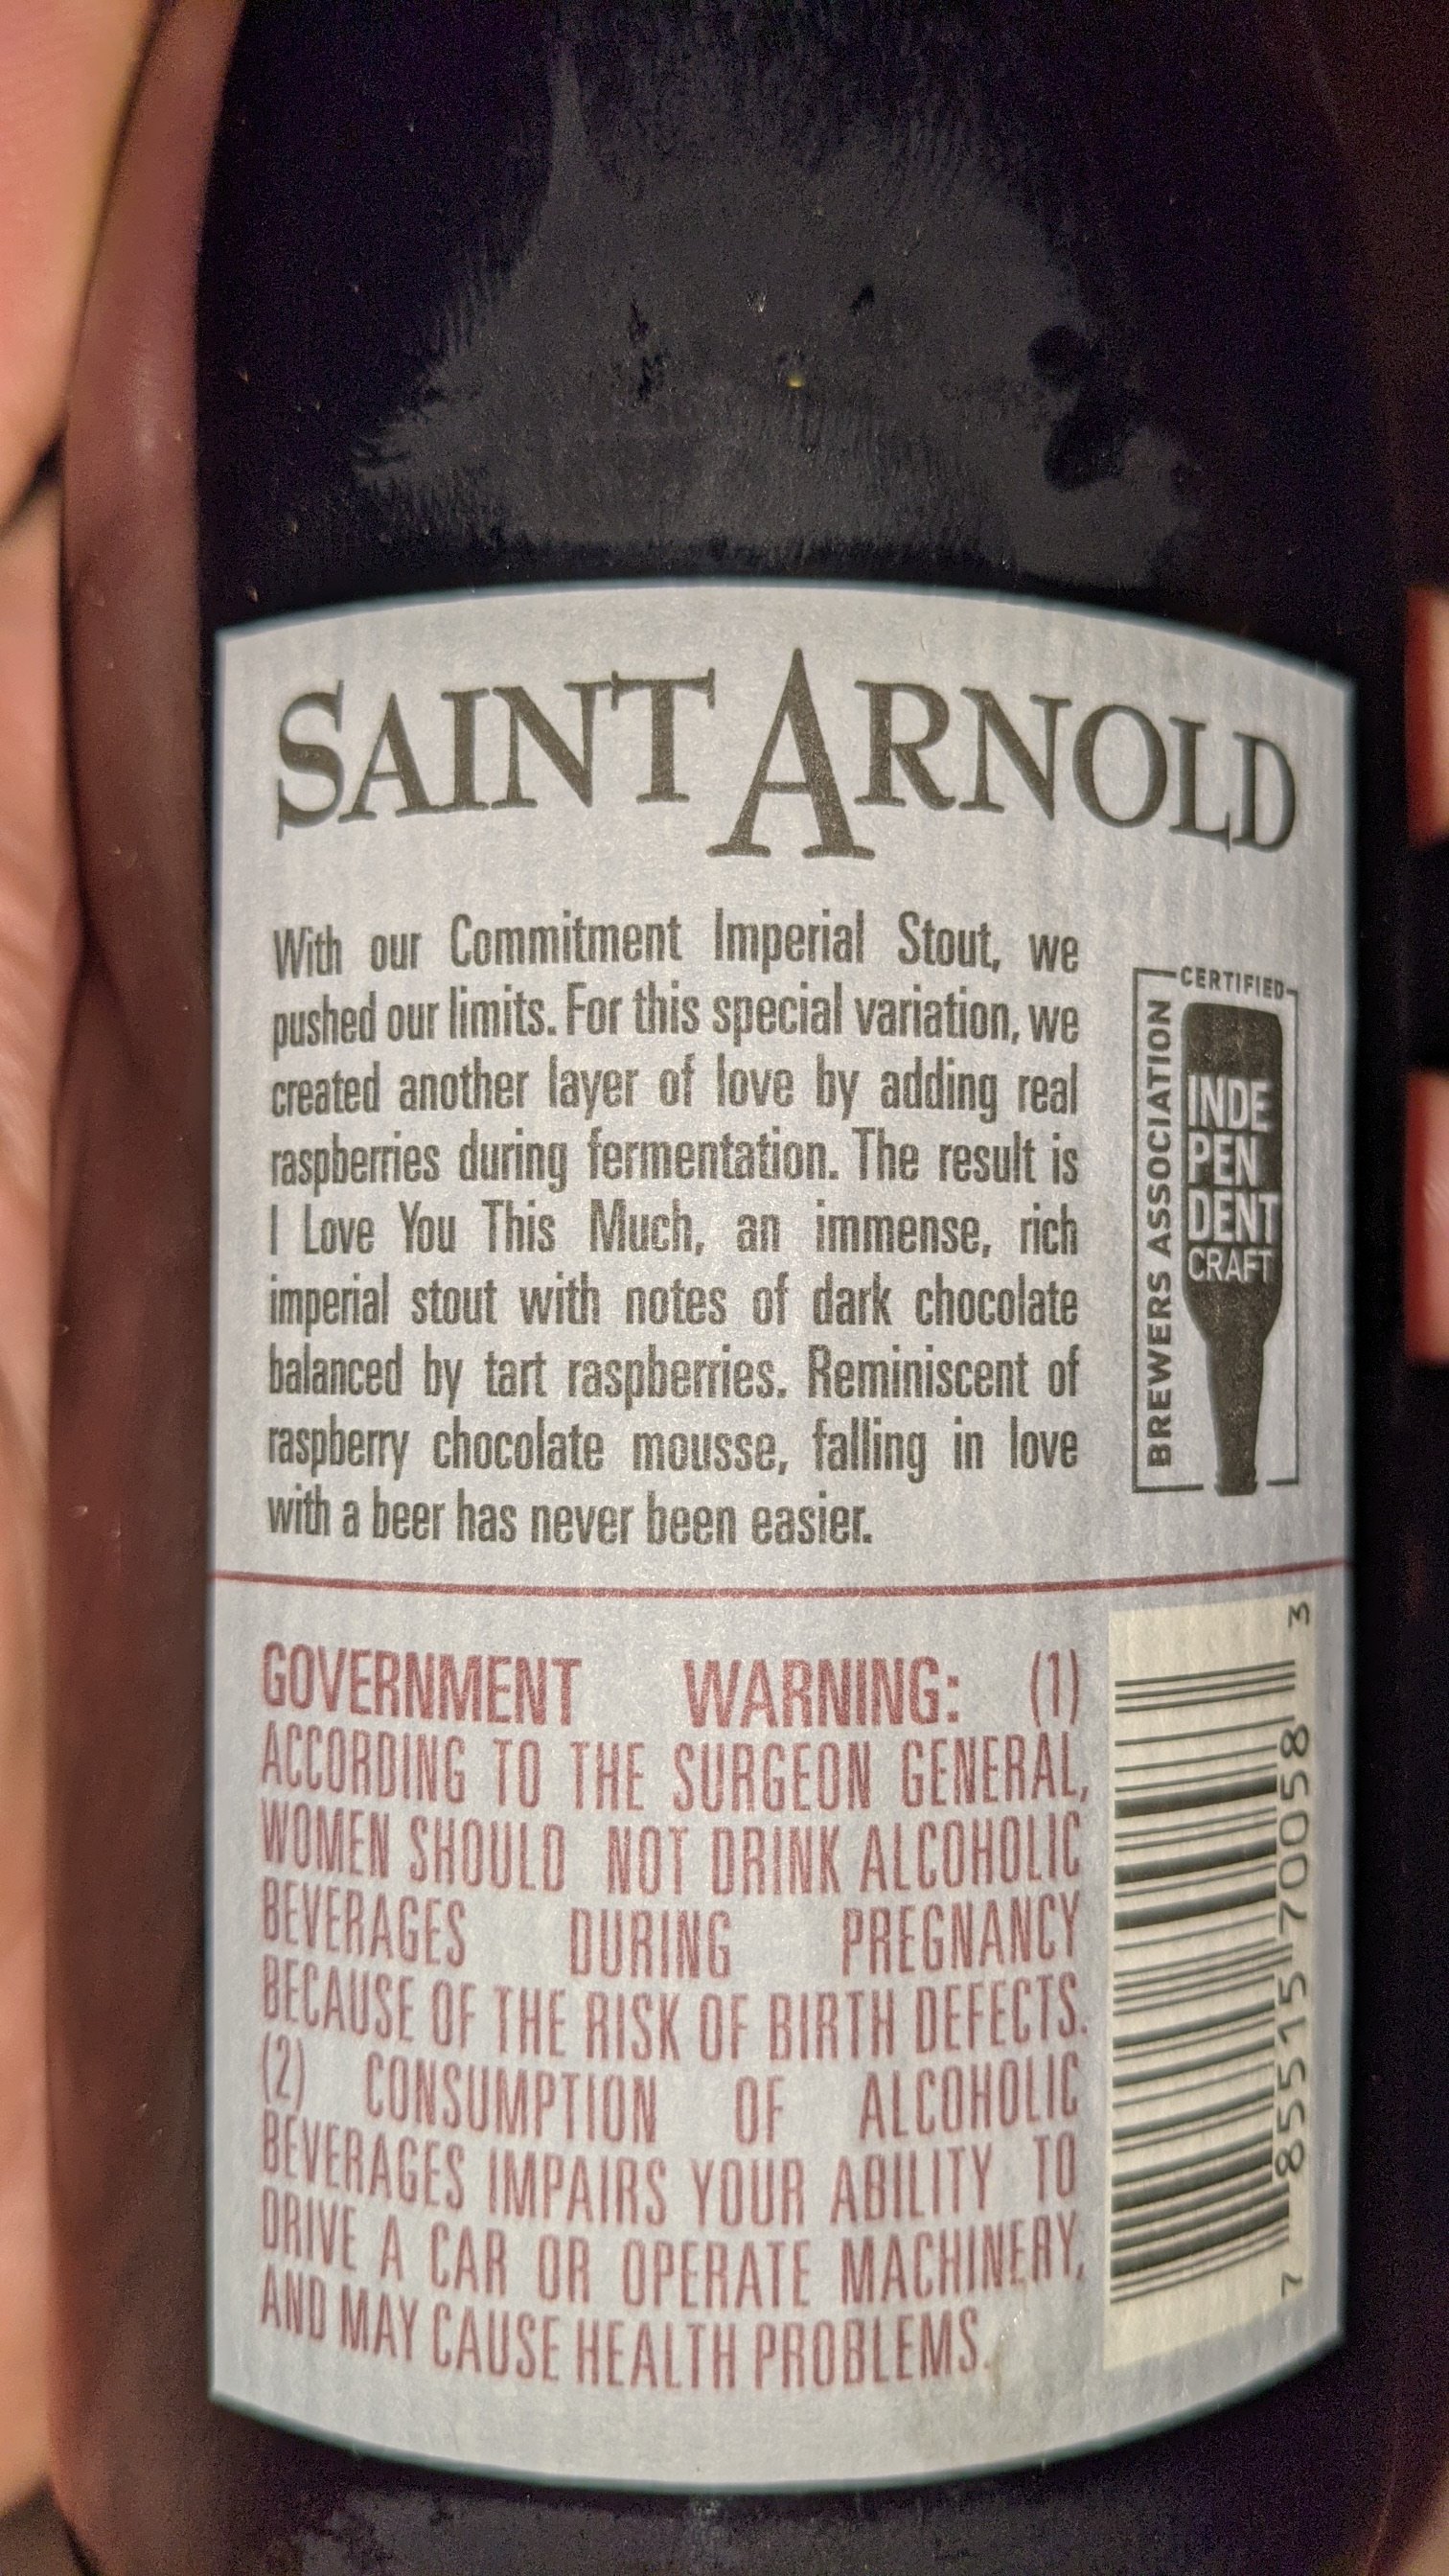 SAINT ARNOLD
With our Commitment Imperial Stout, we
pushed our limits. For this special variation, we
created another layer of love by adding real
raspberries during fermentation. The result is
I Love You This Much, an immense, rich
imperial stout with notes of dark chocolate
balanced by tart raspberries. Reminiscent of
raspberry chocolate mousse, falling in love
with a beer has never been easier.
CERTIFIED
BREWERS ASSOCIATION
INDE
PEN
DENT
CRAFT
GOVERNMENT WARNING: (1)
ACCORDING TO THE SURGEON GENERAL,
WOMEN SHOULD NOT DRINK ALCOHOLIC
BEVERAGES DURING PREGNANCY
BECAUSE OF THE RISK OF BIRTH DEFECTS.
(2) CONSUMPTION OF ALCOHOLIC
BEVERAGES IMPAIRS YOUR ABILITY TO
DRIVE A CAR OR OPERATE MACHINERY,
AND MAY CAUSE HEALTH PROBLEMS.
7 85515 70058 3